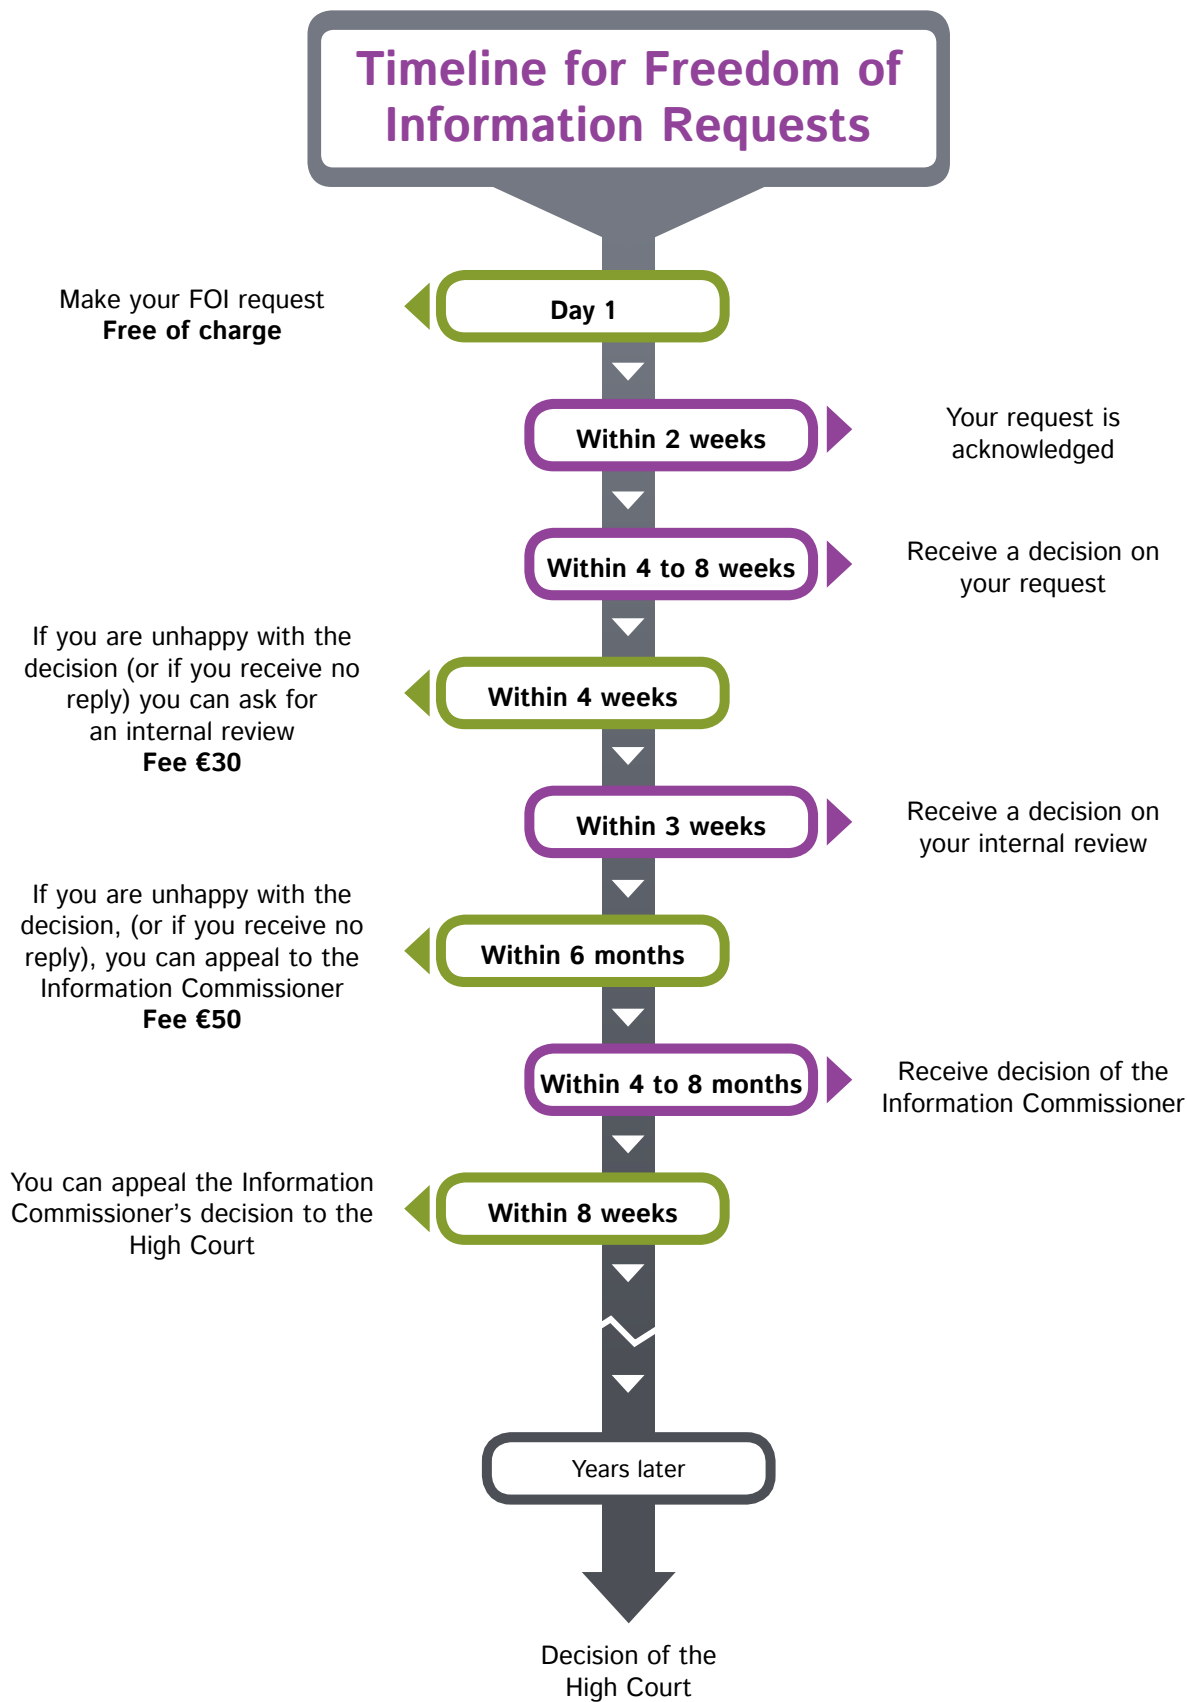 Timeline for Freedom of
Information Requests
Make your FOI request
Free of charge
Day 1
Within 2 weeks
Your request is
acknowledged
Within 4 to 8 weeks
Receive a decision on
your request
If you are unhappy with the
decision (or if you receive no
reply) you can ask for
an internal review
Fee €30
Within 4 weeks
Within 3 weeks
Receive a decision on
your internal review
If you are unhappy with the
decision, (or if you receive no
reply), you can appeal to the
Information Commissioner
Fee €50
Within 6 months
Within 4 to 8 months
Receive decision of the
Information Commissioner
You can appeal the Information
Commissioner’s decision to the
High Court
Within 8 weeks
Years later
Decision of the
High Court